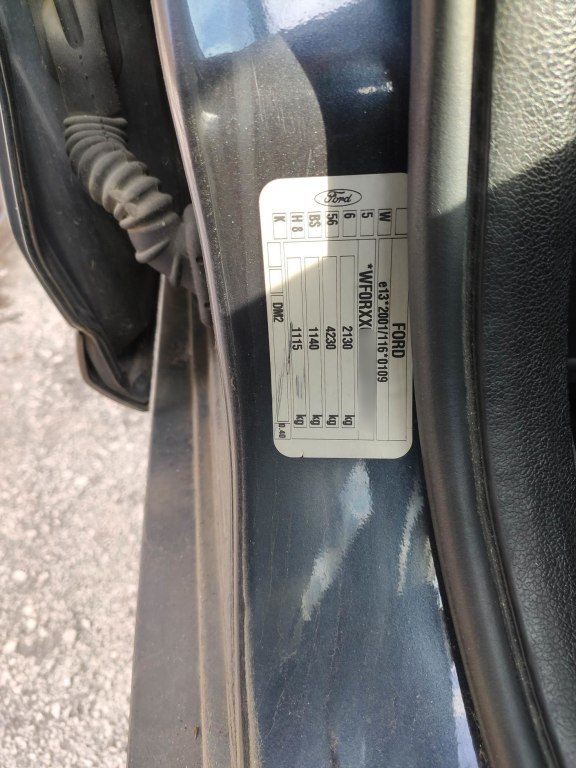 Ford
FORD
e13*2001/116*0109
*WF0RXX
2130 kg
4230 kg
1140 kg
1115 kg
DM2
W
5
6
56
BS
H 8
K